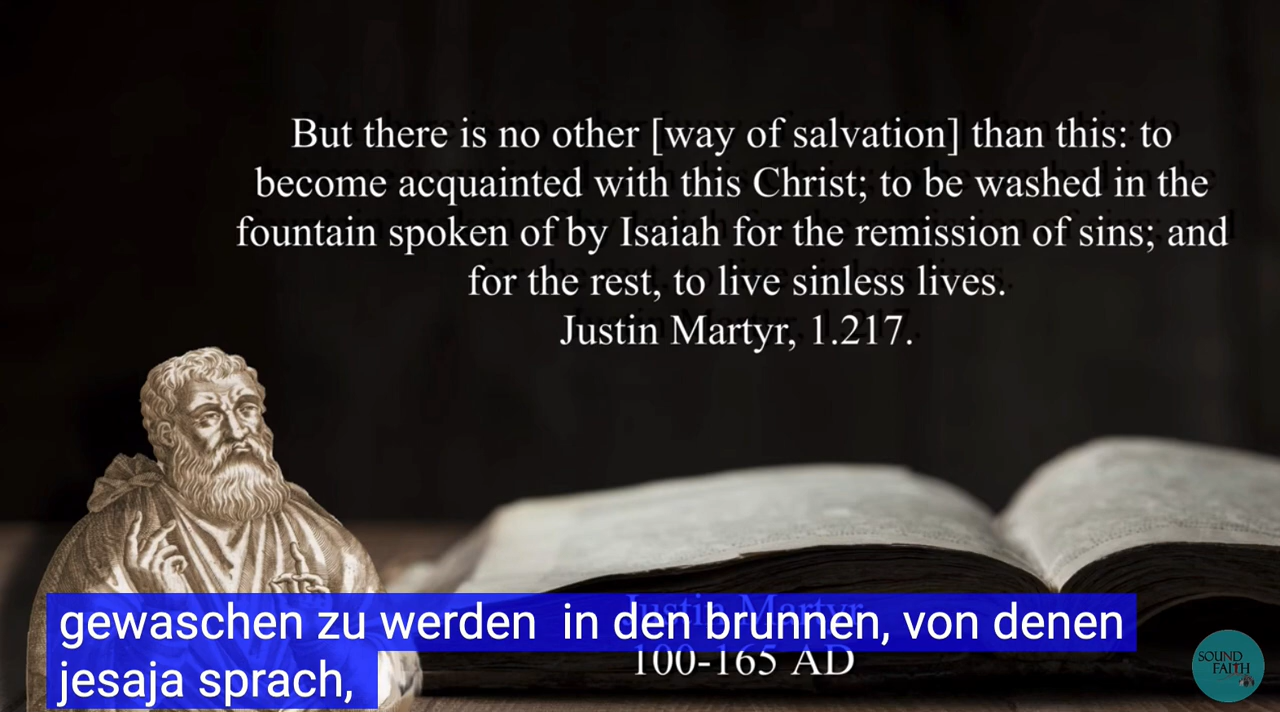 But there is no other [way of salvation] than this: to
become acquainted with this Christ; to be washed in the
fountain spoken of by Isaiah for the remission of sins; and
for the rest, to live sinless lives.
Justin Martyr, 1.217.
Justin Martyr
100-165 AD
gewaschen zu werden in den brunnen, von denen
jesaja sprach,
SOUND
FAITH